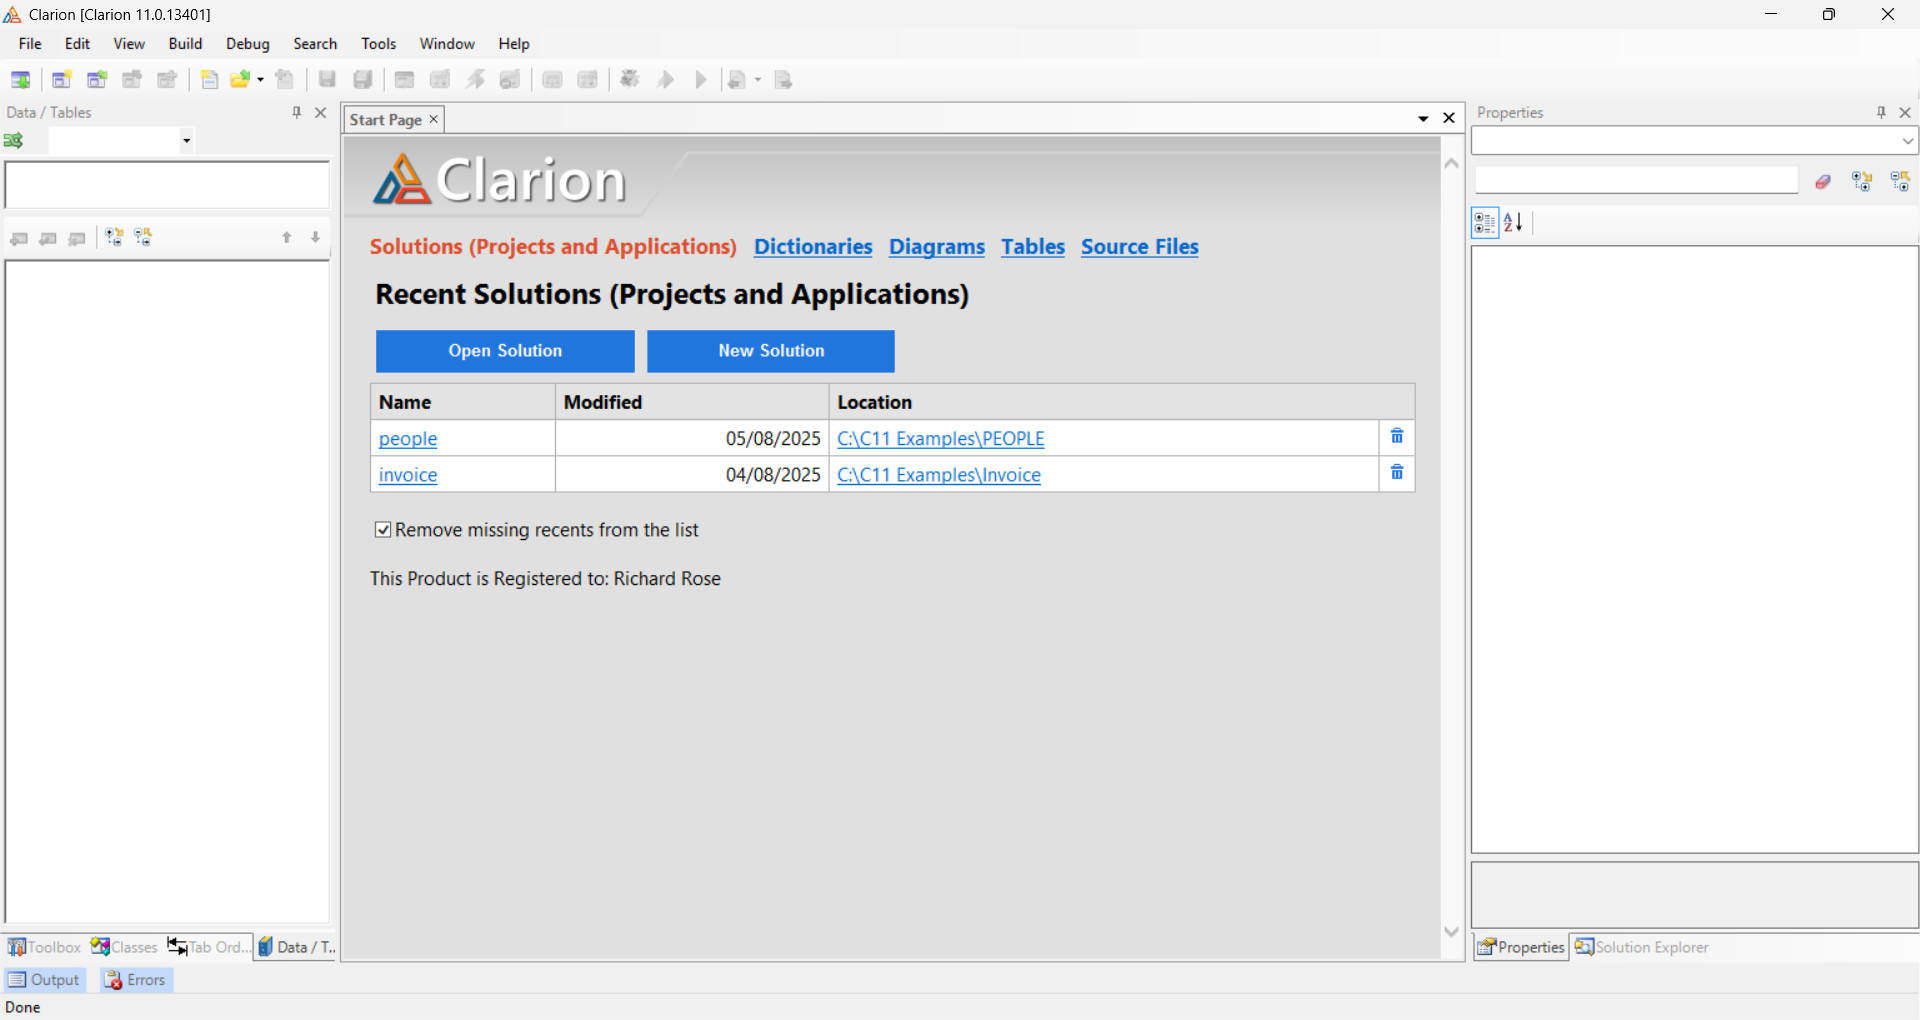 Clarion [Clarion 11.0.13401]
File Edit View Build Debug Search Tools Window Help
Data / Tables
Start Page
Properties
Clarion
Solutions (Projects and Applications) Dictionaries Diagrams Tables Source Files
Recent Solutions (Projects and Applications)
Open Solution New Solution
Name Modified Location
people 05/08/2025 C:\C11 Examples\PEOPLE
invoice 04/08/2025 C:\C11 Examples\Invoice
Remove missing recents from the list
This Product is Registered to: Richard Rose
Toolbox Classes Tab Ord... Data / T...
Properties Solution Explorer
Output Errors
Done